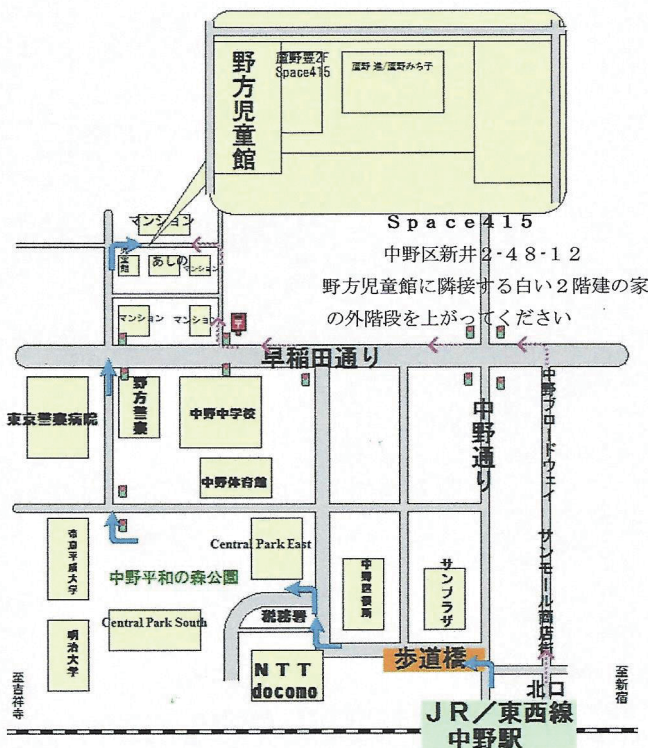 野方児童館
蘆野豊2F
Space415
蘆野 進/蘆野みち子
マンション
Space415
中野区新井2-48-12
野方児童館に隣接する白い2階建の家
の外階段を上がってください
児童館
あしの
マンション
マンション
マンション
〒
早稲田通り
東京警察病院
野方警察
中野中学校
中野体育館
中野通り
中野ブロードウェイ
サンモール商店街
帝京平成大学
Central Park East
中野平和の森公園
中野区役所
サンプラザ
明治大学
Central Park South
税務署
NTT
docomo
歩道橋
至吉祥寺
至新宿
北口
JR/東西線
中野駅